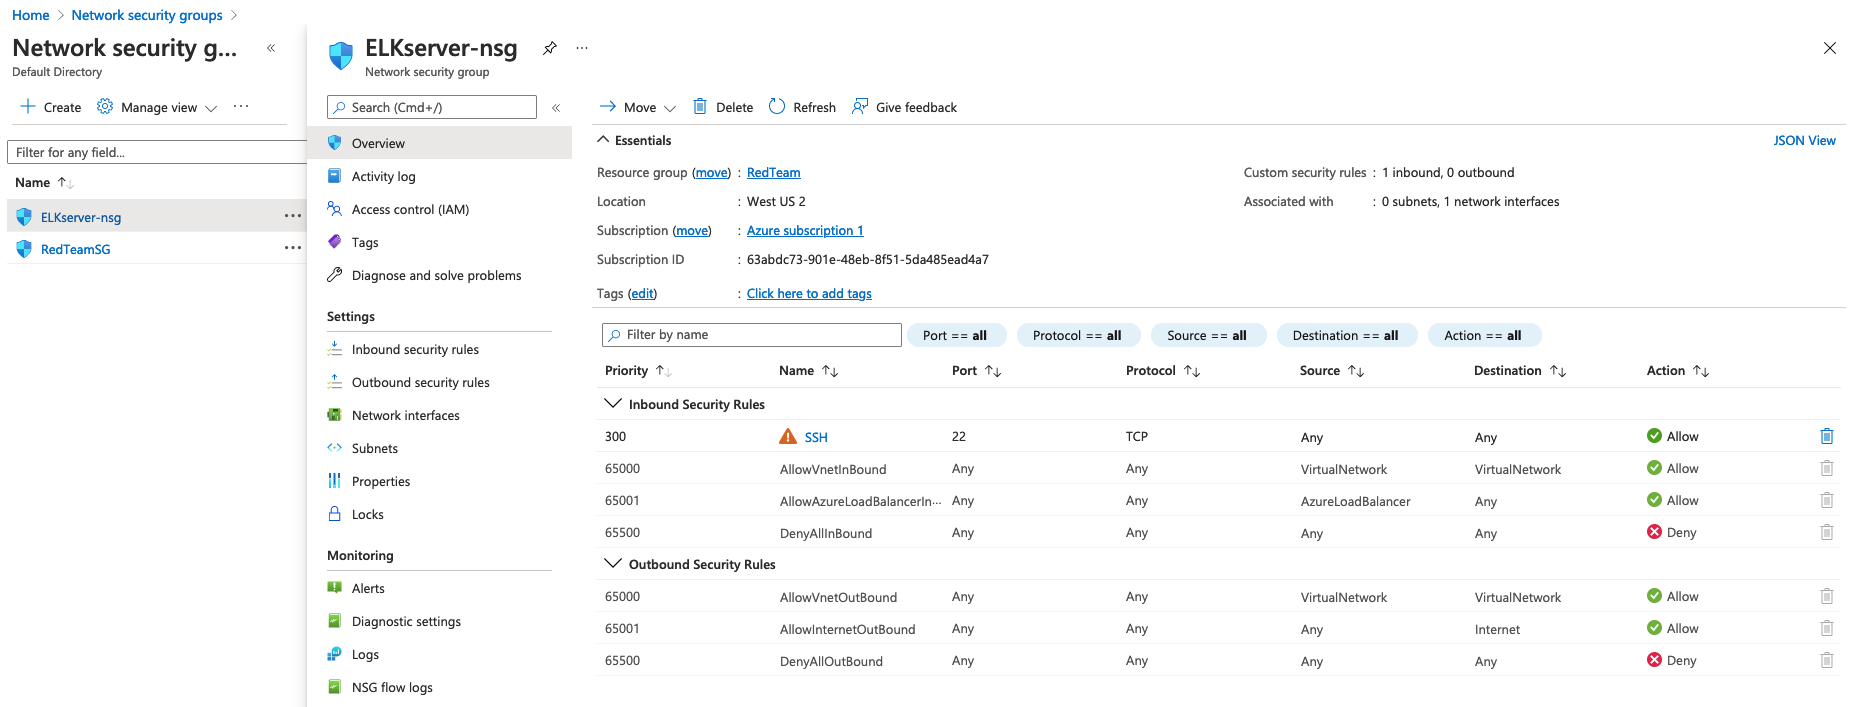 Home > Network security groups >
Network security g... «
Default Directory
+ Create Manage view ···
Filter for any field...
Name ↑↓
ELKserver-nsg ···
RedTeamSG ···
ELKserver-nsg ···
Network security group
Search (Cmd+/) «
Overview
Activity log
Access control (IAM)
Tags
Diagnose and solve problems
Settings
Inbound security rules
Outbound security rules
Network interfaces
Subnets
Properties
Locks
Monitoring
Alerts
Diagnostic settings
Logs
NSG flow logs
Move Delete Refresh Give feedback
Essentials JSON View
Resource group (move) : RedTeam Custom security rules : 1 inbound, 0 outbound
Location : West US 2 Associated with : 0 subnets, 1 network interfaces
Subscription (move) : Azure subscription 1
Subscription ID : 63abdc73-901e-48eb-8f51-5da485ead4a7
Tags (edit) : Click here to add tags
Filter by name Port == all Protocol == all Source == all Destination == all Action == all
Priority ↑↓ Name ↑↓ Port ↑↓ Protocol ↑↓ Source ↑↓ Destination ↑↓ Action ↑↓
Inbound Security Rules
300 SSH 22 TCP Any Any Allow
65000 AllowVnetInBound Any Any VirtualNetwork VirtualNetwork Allow
65001 AllowAzureLoadBalancerIn··· Any Any AzureLoadBalancer Any Allow
65500 DenyAllInBound Any Any Any Any Deny
Outbound Security Rules
65000 AllowVnetOutBound Any Any VirtualNetwork VirtualNetwork Allow
65001 AllowInternetOutBound Any Any Any Internet Allow
65500 DenyAllOutBound Any Any Any Any Deny